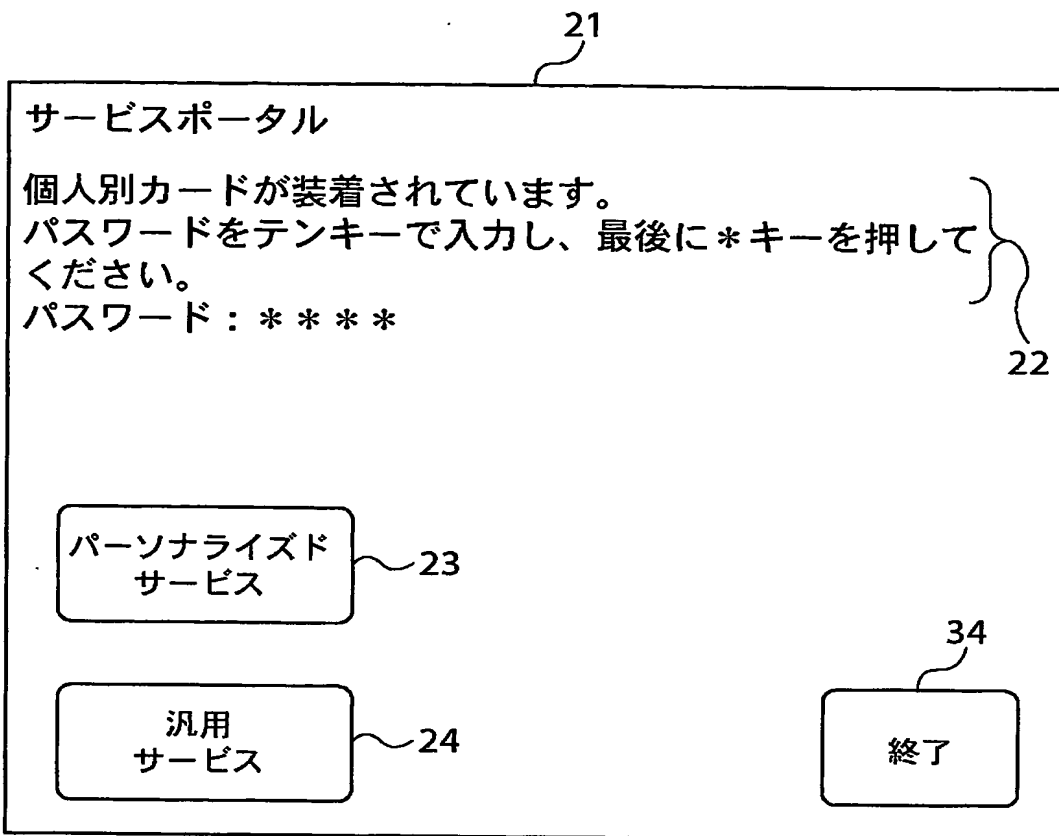 21
サービスポータル
個人別カードが装着されています。
パスワードをテンキーで入力し、最後に＊キーを押して
ください。
パスワード：＊＊＊＊
22
パーソナライズド
サービス
23
34
汎用
サービス
24
終了